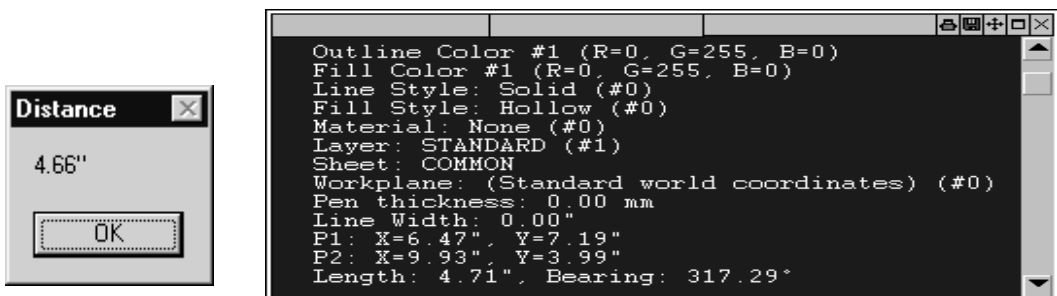 Distance
4.66"
OK
Outline Color #1 (R=0, G=255, B=0)
Fill Color #1 (R=0, G=255, B=0)
Line Style: Solid (#0)
Fill Style: Hollow (#0)
Material: None (#0)
Layer: STANDARD (#1)
Sheet: COMMON
Workplane: (Standard world coordinates) (#0)
Pen thickness: 0.00 mm
Line Width: 0.00"
P1: X=6.47", Y=7.19"
P2: X=9.93", Y=3.99"
Length: 4.71", Bearing: 317.29°